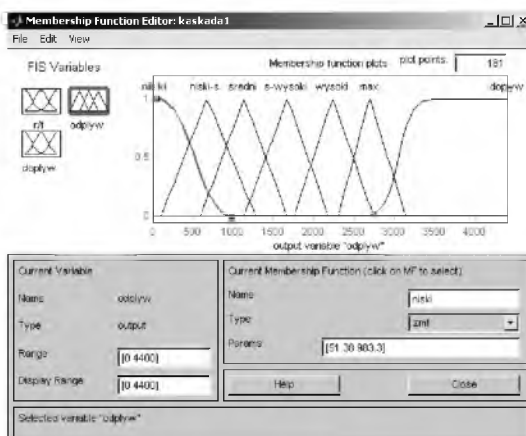 Membership Function Editor: kaskada1
File Edit View
FIS Variables
Membership function plots plot points: 181
niski niski-s. sredni s-wysoki wysoki max. doplyw
r/t odplyw
doplyw
1
0.5
0
0 500 1000 1500 2000 2500 3000 3500 4000
output variable "odplyw"
Current Variable
Name odplyw
Type output
Range [0 4400]
Display Range [0 4400]
Current Membership Function (click on MF to select)
Name niski
Type zmf
Params
Help Close
Selected variable "odplyw"